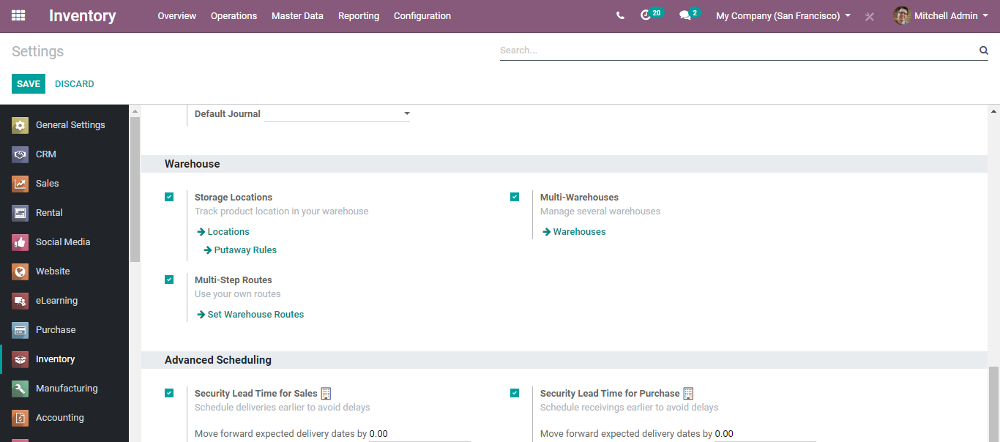 Inventory
Overview
Operations
Master Data
Reporting
Configuration
20
2
My Company (San Francisco)
Mitchell Admin
Settings
Search...
SAVE
DISCARD
General Settings
CRM
Sales
Rental
Social Media
Website
eLearning
Purchase
Inventory
Manufacturing
Accounting
Default Journal
Warehouse
Storage Locations
Track product location in your warehouse
Locations
Putaway Rules
Multi-Warehouses
Manage several warehouses
Warehouses
Multi-Step Routes
Use your own routes
Set Warehouse Routes
Advanced Scheduling
Security Lead Time for Sales
Schedule deliveries earlier to avoid delays
Move forward expected delivery dates by 0.00
Security Lead Time for Purchase
Schedule receivings earlier to avoid delays
Move forward expected delivery dates by 0.00